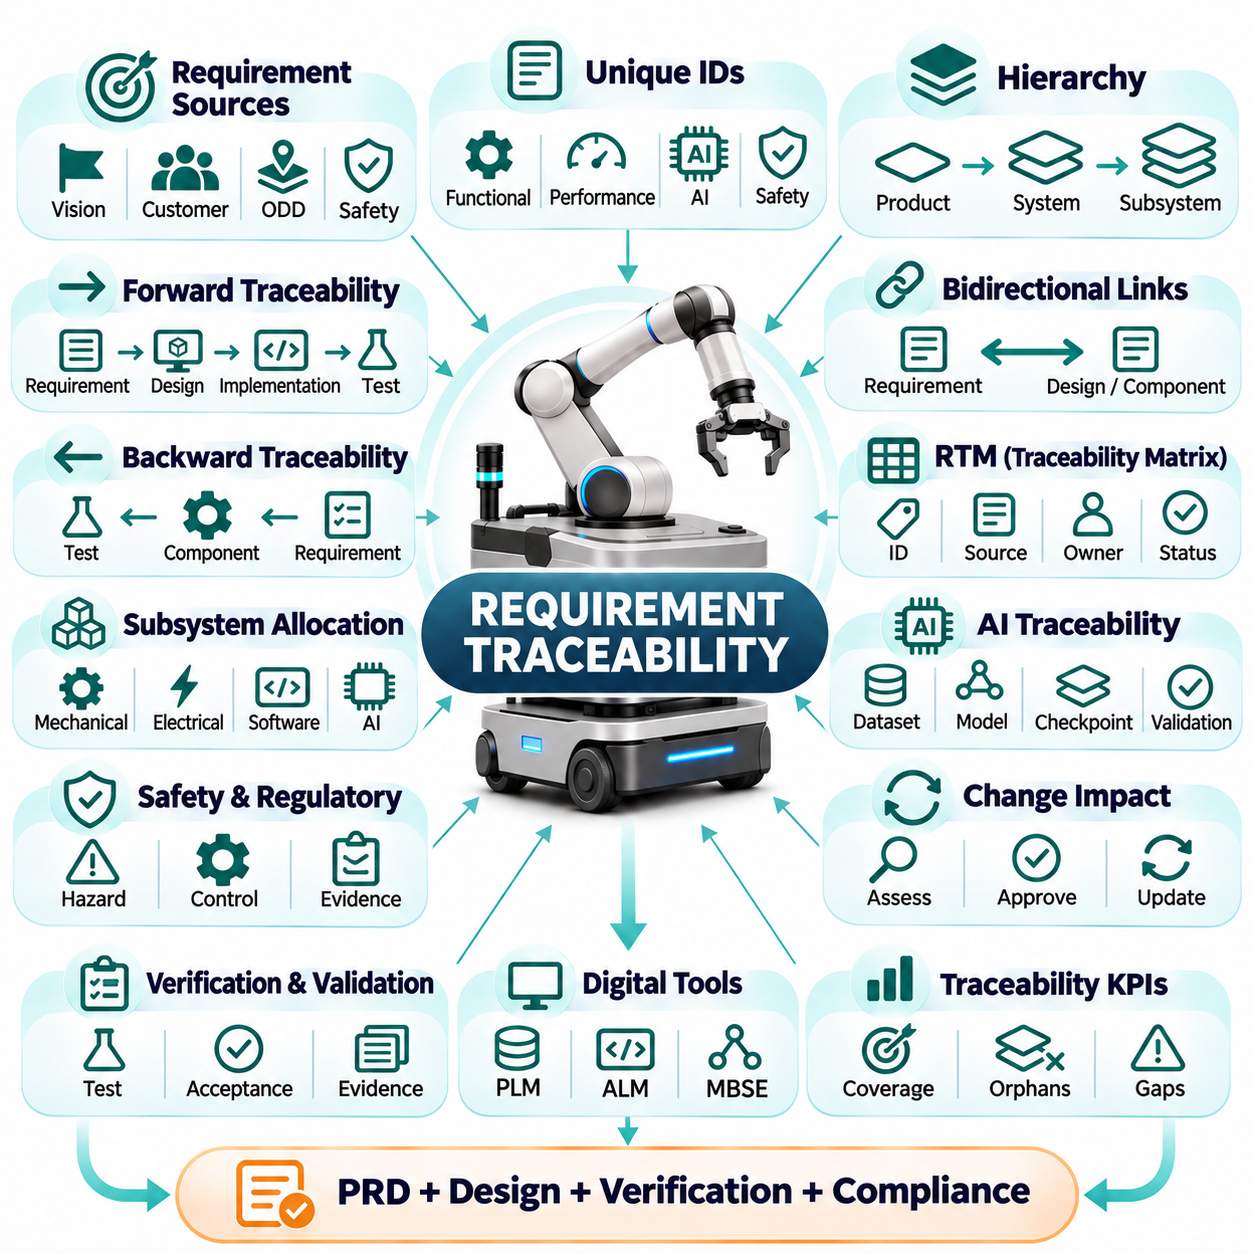 Requirement
Sources
Vision
Customer
ODD
Safety
Unique IDs
Functional
Performance
AI
AI
Safety
Hierarchy
Product
System
Subsystem
Forward Traceability
Requirement
Design
Implementation
Test
Bidirectional Links
Requirement
Design / Component
Backward Traceability
Test
Component
Requirement
RTM (Traceability Matrix)
ID
Source
Owner
Status
REQUIREMENT
TRACEABILITY
Subsystem Allocation
Mechanical
Electrical
</>
Software
AI
AI
AI Traceability
Dataset
Model
Checkpoint
Validation
Safety & Regulatory
Hazard
Control
Evidence
Change Impact
Assess
Approve
Update
Verification & Validation
Test
Acceptance
Evidence
Digital Tools
PLM
</>
ALM
MBSE
Traceability KPIs
Coverage
Orphans
Gaps
PRD + Design + Verification + Compliance